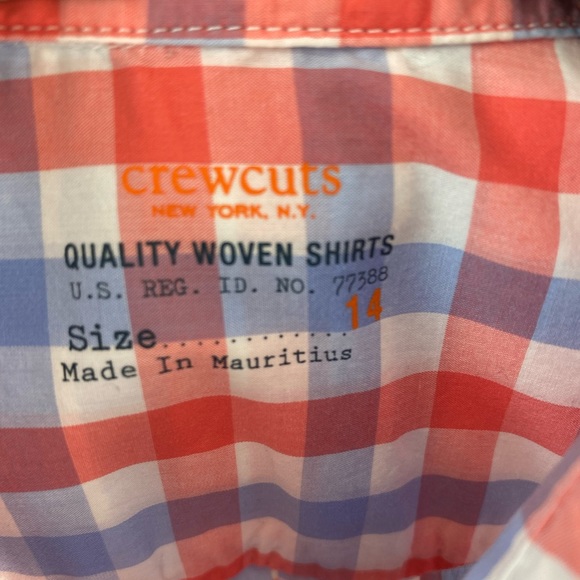 crewcuts
NEW YORK, N.Y.
QUALITY WOVEN SHIRTS
U.S. REG. ID. NO. 77388
Size............14
Made In Mauritius